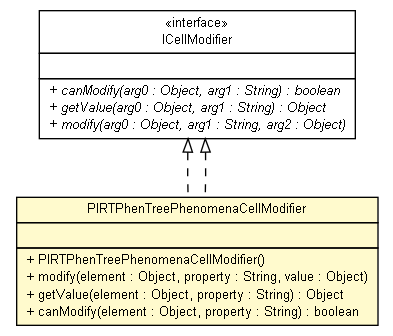 «interface»
ICellModifier
+ canModify(arg0 : Object, arg1 : String) : boolean
+ getValue(arg0 : Object, arg1 : String) : Object
+ modify(arg0 : Object, arg1 : String, arg2 : Object)
PIRTPhenTreePhenomenaCellModifier
+ PIRTPhenTreePhenomenaCellModifier()
+ modify(element : Object, property : String, value : Object)
+ getValue(element : Object, property : String) : Object
+ canModify(element : Object, property : String) : boolean